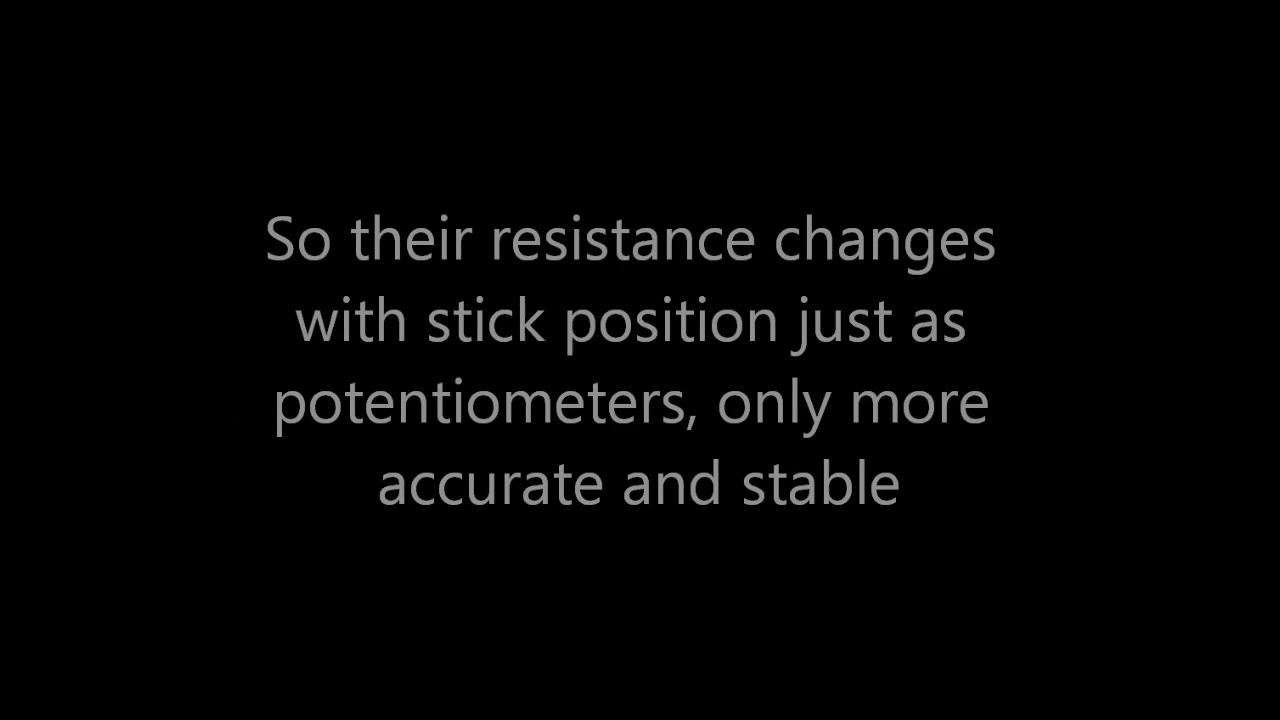 So their resistance changes
with stick position just as
potentiometers, only more
accurate and stable